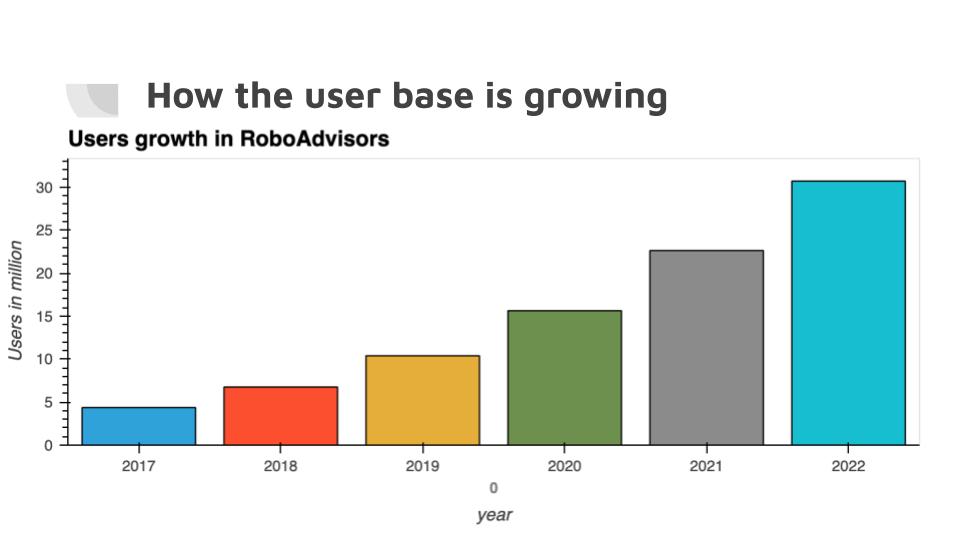 How the user base is growing
Users growth in RoboAdvisors
Users in million
30
25
20
15
10
5
0
2017 2018 2019 2020 2021 2022
0
year